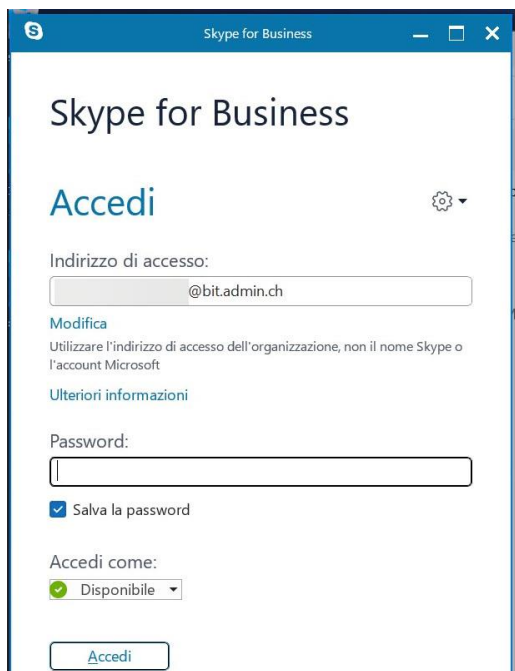 Skype for Business
Skype for Business
Accedi
Indirizzo di accesso:
@bit.admin.ch
Modifica
Utilizzare l'indirizzo di accesso dell'organizzazione, non il nome Skype o
l'account Microsoft
Ulteriori informazioni
Password:
Salva la password
Accedi come:
Disponibile
Accedi